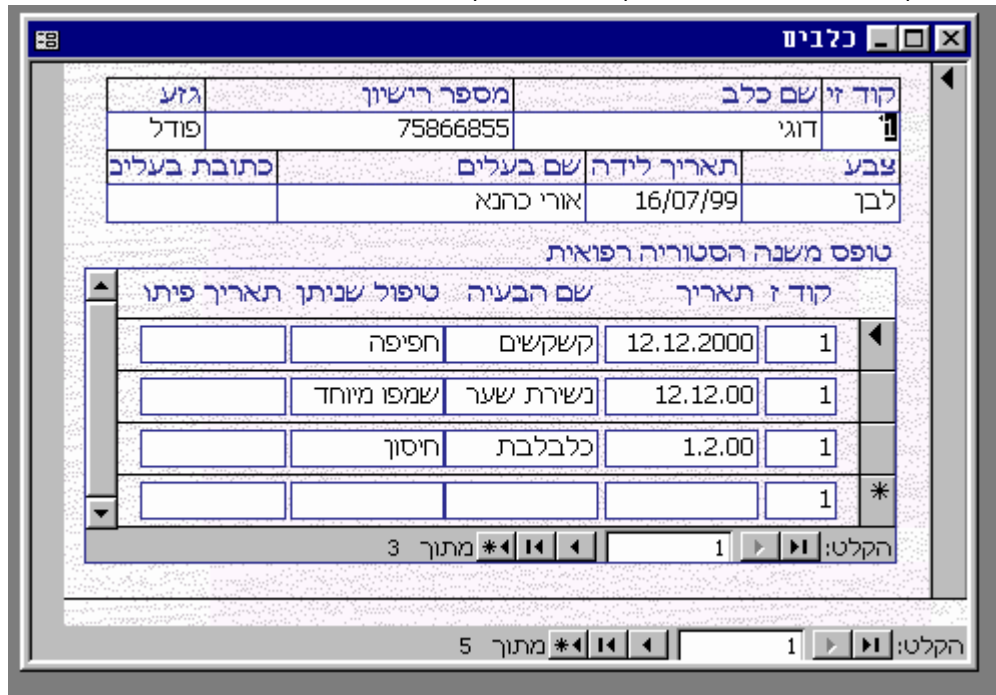 כלבים
קוד זי שם כלב מספר רישיון גזע
1 דוגי 75866855 פודל
צבע תאריך לידה שם בעלים כתובת בעלים
לבן 16/07/99 אורי כהנא
טופס משנה הסטוריה רפואית
קוד ז תאריך שם הבעיה טיפול שניתן תאריך פיתו
1 12.12.2000 קשקשים חפיפה
1 12.12.00 נשירת שער שמפו מיוחד
1 1.2.00 כלבלבת חיסון
1
הקלט: 1 מתוך 3
הקלט: 1 מתוך 5